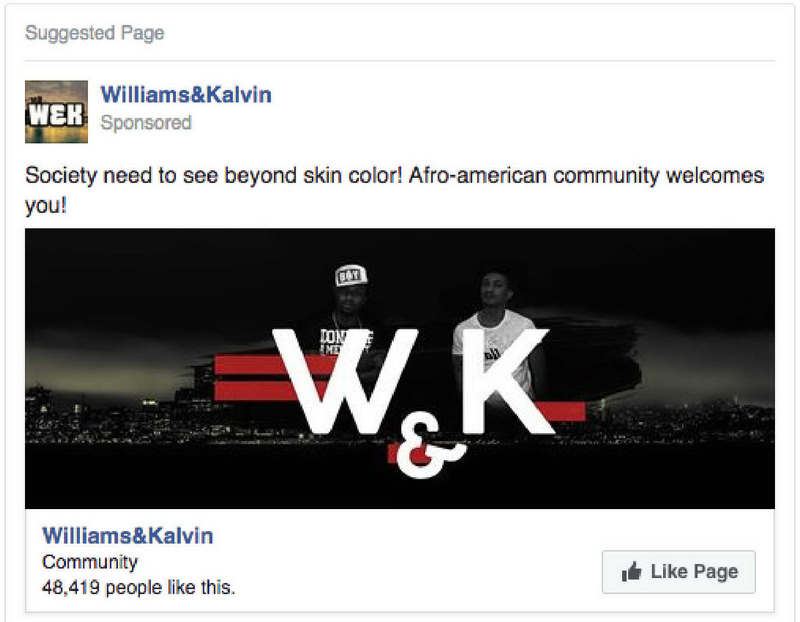 Suggested Page
W&K
Williams&Kalvin
Sponsored
Society need to see beyond skin color! Afro-american community welcomes
you!
BOY
W&K
Williams&Kalvin
Community
48,419 people like this.
Like Page